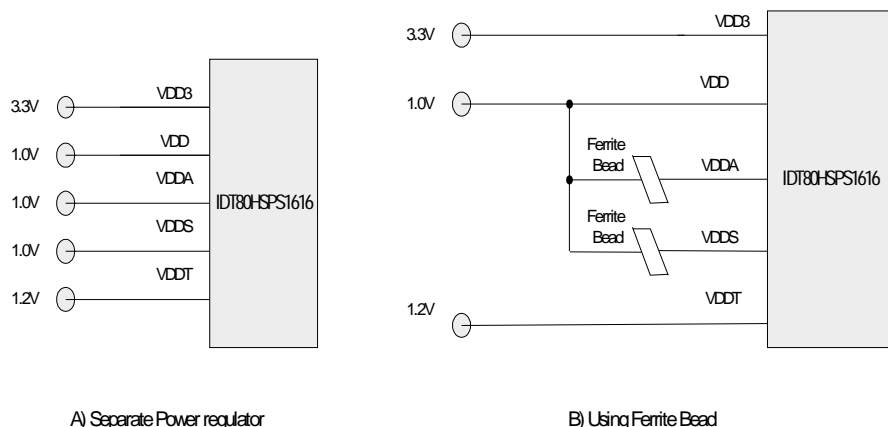 3.3V
VDD3
1.0V
VDD
1.0V
VDDA
1.0V
VDDS
1.2V
VDDT
IDT80HSPS1616
A) Separate Power regulator
3.3V
VDD3
1.0V
VDD
Ferrite
Bead
VDDA
Ferrite
Bead
VDDS
1.2V
VDDT
IDT80HSPS1616
B) Using Ferrite Bead